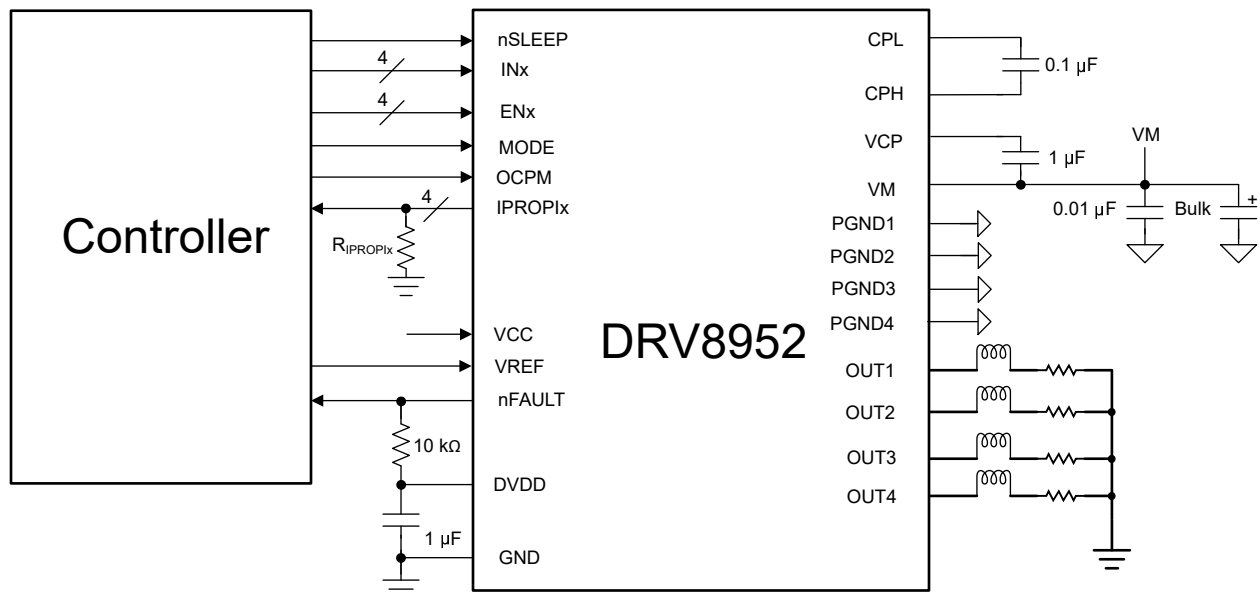 Controller
4
4
4
R_IPROPIx
10 kΩ
1 µF
nSLEEP
INx
ENx
MODE
OCPM
IPROPIx
VCC
VREF
nFAULT
DVDD
GND
DRV8952
CPL
CPH
VCP
VM
PGND1
PGND2
PGND3
PGND4
OUT1
OUT2
OUT3
OUT4
0.1 µF
1 µF
VM
0.01 µF
Bulk
+